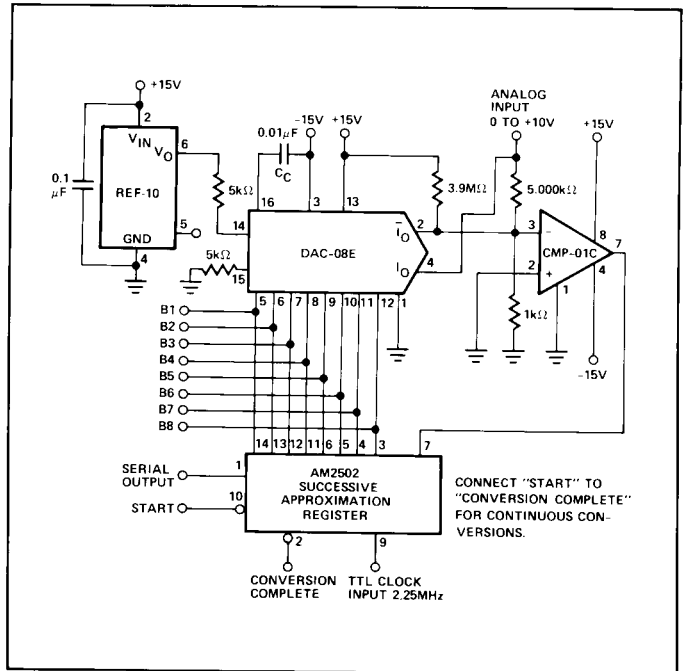 +15V
2
V_IN
V_O
6
0.1
μF
REF-10
5
GND
4
5kΩ
5kΩ
0.01μF
C_C
-15V
+15V
16
3
13
14
15
DAC-08E
I̅_O
2
I_O
4
5
6
7
8
9
10
11
12
1
3.9MΩ
ANALOG
INPUT
0 TO +10V
5.000kΩ
1kΩ
+15V
3
−
2
+
CMP-01C
8
7
4
1
-15V
B1
B2
B3
B4
B5
B6
B7
B8
14
13
12
11
6
5
4
3
7
SERIAL
OUTPUT
1
START
10
AM2502
SUCCESSIVE
APPROXIMATION
REGISTER
2
9
CONVERSION
COMPLETE
TTL CLOCK
INPUT 2.25MHz
CONNECT "START" TO
"CONVERSION COMPLETE"
FOR CONTINUOUS CON-
VERSIONS.